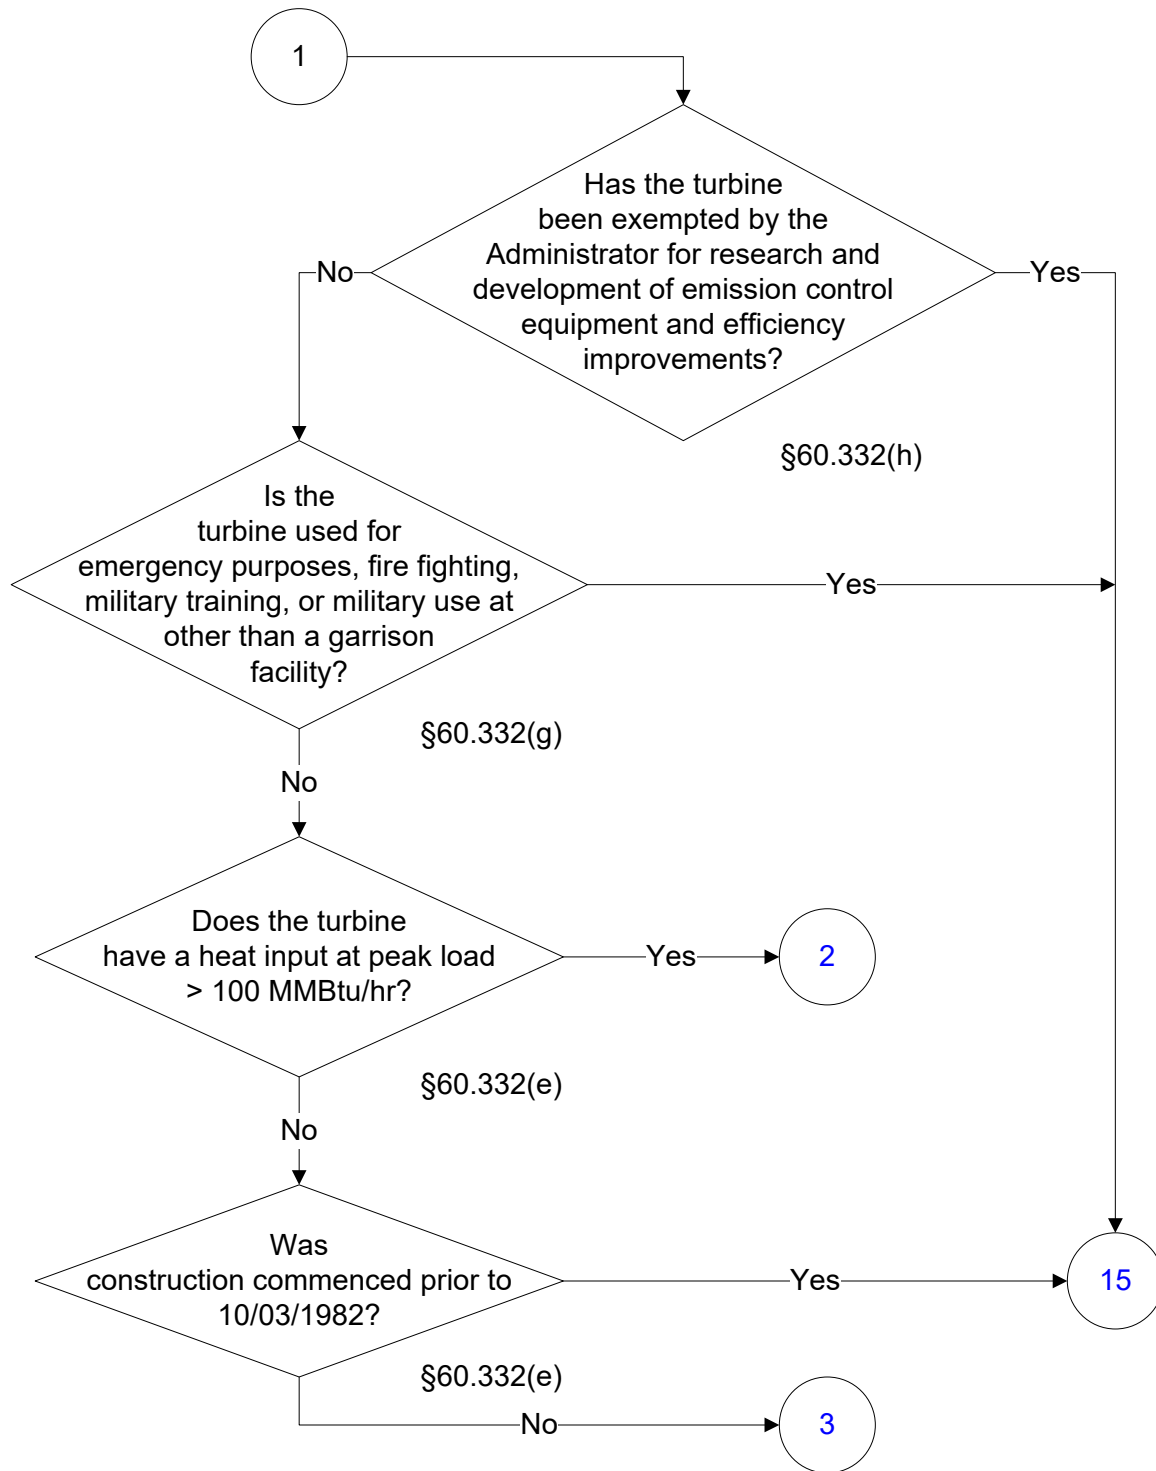 1
Has the turbine
been exempted by the
Administrator for research and
development of emission control
equipment and efficiency
improvements?
No
Yes
§60.332(h)
Is the
turbine used for
emergency purposes, fire fighting,
military training, or military use at
other than a garrison
facility?
Yes
§60.332(g)
No
Does the turbine
have a heat input at peak load
> 100 MMBtu/hr?
Yes
2
§60.332(e)
No
Was
construction commenced prior to
10/03/1982?
Yes
15
§60.332(e)
No
3